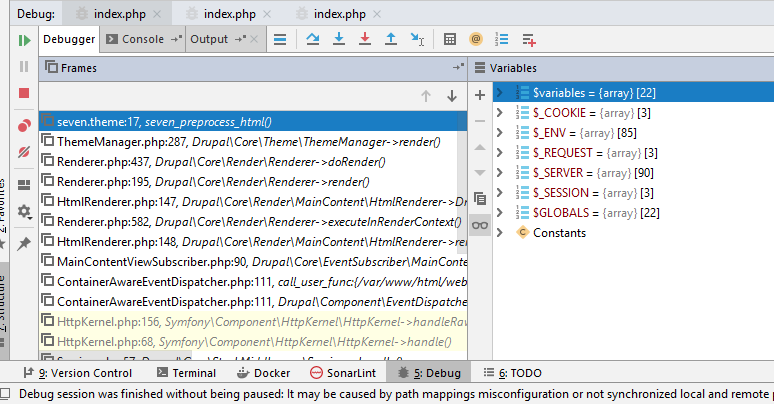 Debug: index.php index.php index.php
Debugger Console Output
Frames Variables
seven.theme:17, seven_preprocess_html()
ThemeManager.php:287, Drupal\Core\Theme\ThemeManager->render()
Renderer.php:437, Drupal\Core\Render\Renderer->doRender()
Renderer.php:195, Drupal\Core\Render\Renderer->render()
HtmlRenderer.php:147, Drupal\Core\Render\MainContent\HtmlRenderer->Dr
Renderer.php:582, Drupal\Core\Render\Renderer->executeInRenderContext()
HtmlRenderer.php:148, Drupal\Core\Render\MainContent\HtmlRenderer->re
MainContentViewSubscriber.php:90, Drupal\Core\EventSubscriber\MainConte
ContainerAwareEventDispatcher.php:111, call_user_func:{/var/www/html/web
ContainerAwareEventDispatcher.php:111, Drupal\Component\EventDispatche
HttpKernel.php:156, Symfony\Component\HttpKernel\HttpKernel->handleRaw
HttpKernel.php:68, Symfony\Component\HttpKernel\HttpKernel->handle()
$variables = {array} [22]
$_COOKIE = {array} [3]
$_ENV = {array} [85]
$_REQUEST = {array} [3]
$_SERVER = {array} [90]
$_SESSION = {array} [3]
$GLOBALS = {array} [22]
Constants
2: Favorites
Structure
9: Version Control Terminal Docker SonarLint 5: Debug 6: TODO
Debug session was finished without being paused: It may be caused by path mappings misconfiguration or not synchronized local and remote p